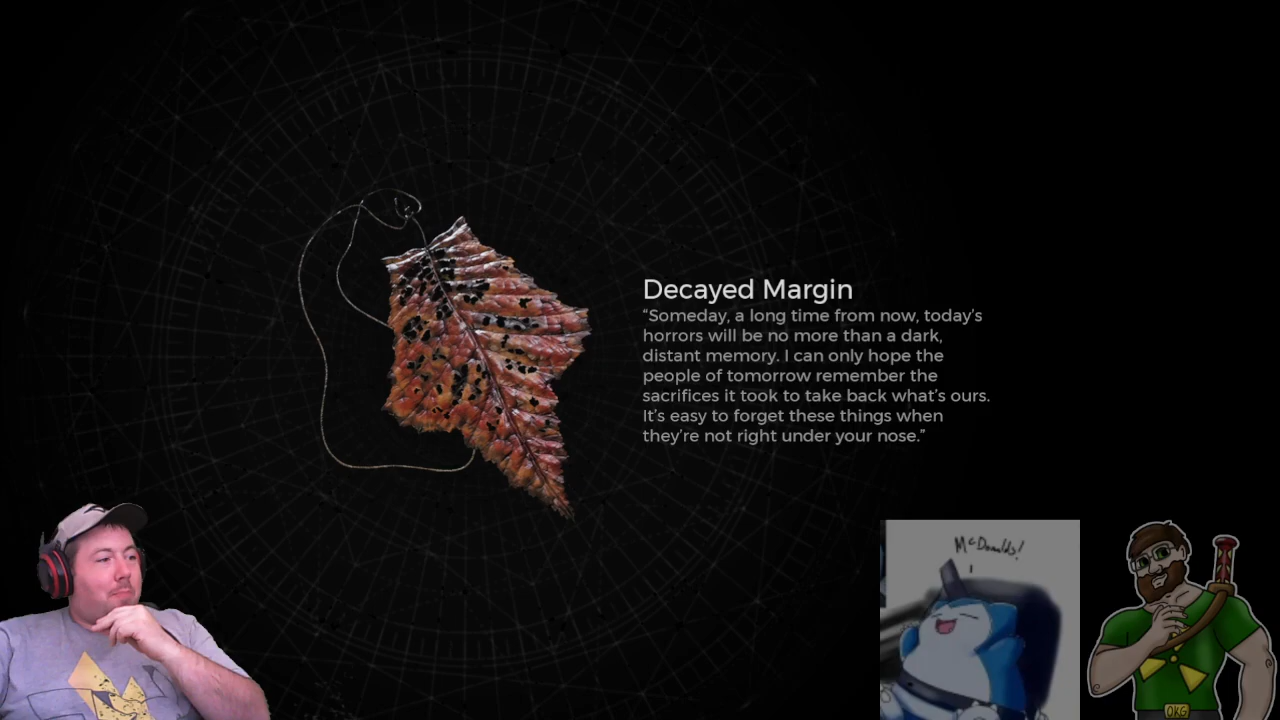 Decayed Margin
“Someday, a long time from now, today’s
horrors will be no more than a dark,
distant memory. I can only hope the
people of tomorrow remember the
sacrifices it took to take back what’s ours.
It’s easy to forget these things when
they’re not right under your nose.”
McDonalds!
OKG